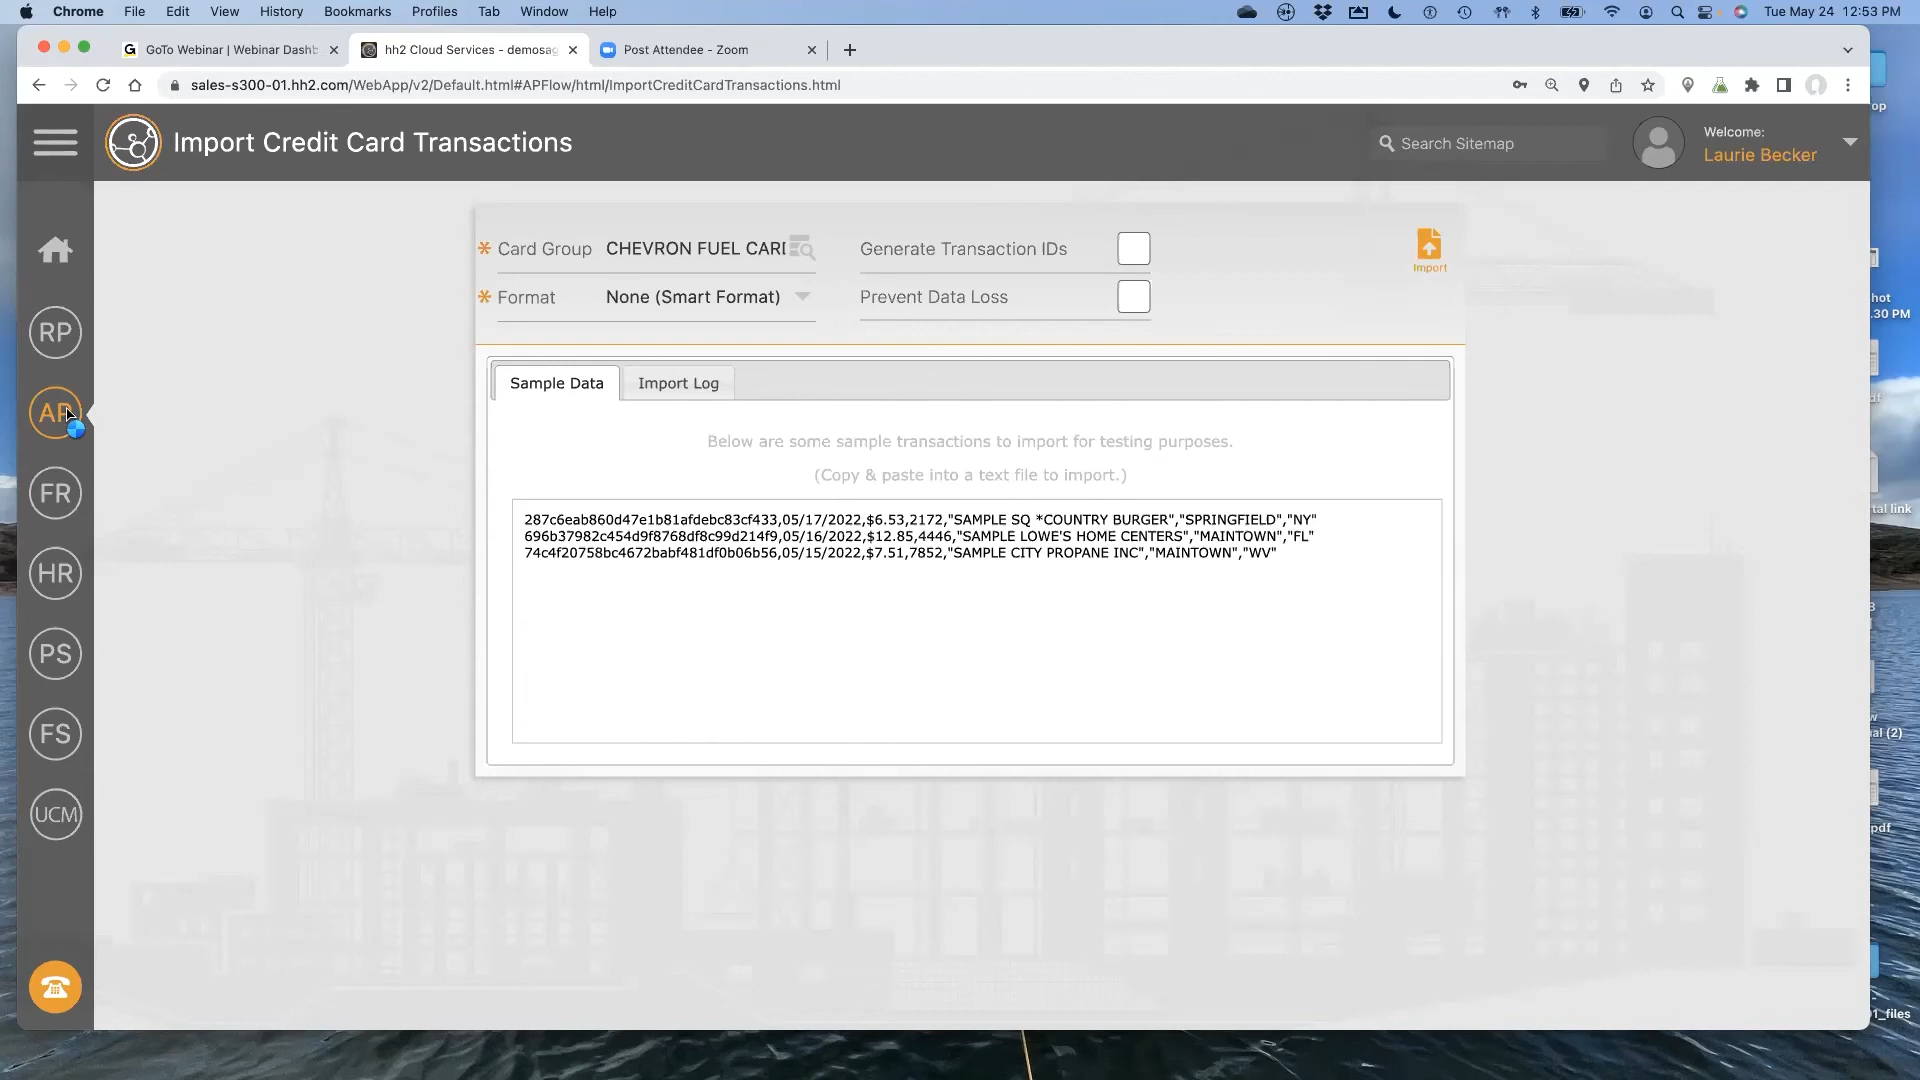 Chrome File Edit View History Bookmarks Profiles Tab Window Help
Tue May 24 12:53 PM
GoTo Webinar | Webinar Dashb
hh2 Cloud Services - demosag
Post Attendee - Zoom
sales-s300-01.hh2.com/WebApp/v2/Default.html#APFlow/html/ImportCreditCardTransactions.html
Import Credit Card Transactions
Search Sitemap
Welcome:
Laurie Becker
* Card Group CHEVRON FUEL CARD
Generate Transaction IDs
Import
* Format None (Smart Format)
Prevent Data Loss
Sample Data
Import Log
Below are some sample transactions to import for testing purposes.
(Copy & paste into a text file to import.)
287c6eab860d47e1b81afdebc83cf433,05/17/2022,$6.53,2172,"SAMPLE SQ *COUNTRY BURGER","SPRINGFIELD","NY"
696b37982c454d9f8768df8c99d214f9,05/16/2022,$12.85,4446,"SAMPLE LOWE'S HOME CENTERS","MAINTOWN","FL"
74c4f20758bc4672babf481df0b06b56,05/15/2022,$7.51,7852,"SAMPLE CITY PROPANE INC","MAINTOWN","WV"
RP
AP
FR
HR
PS
FS
UCM
op
hot
.30 PM
df
tal link
3
al (2)
pdf
01_files